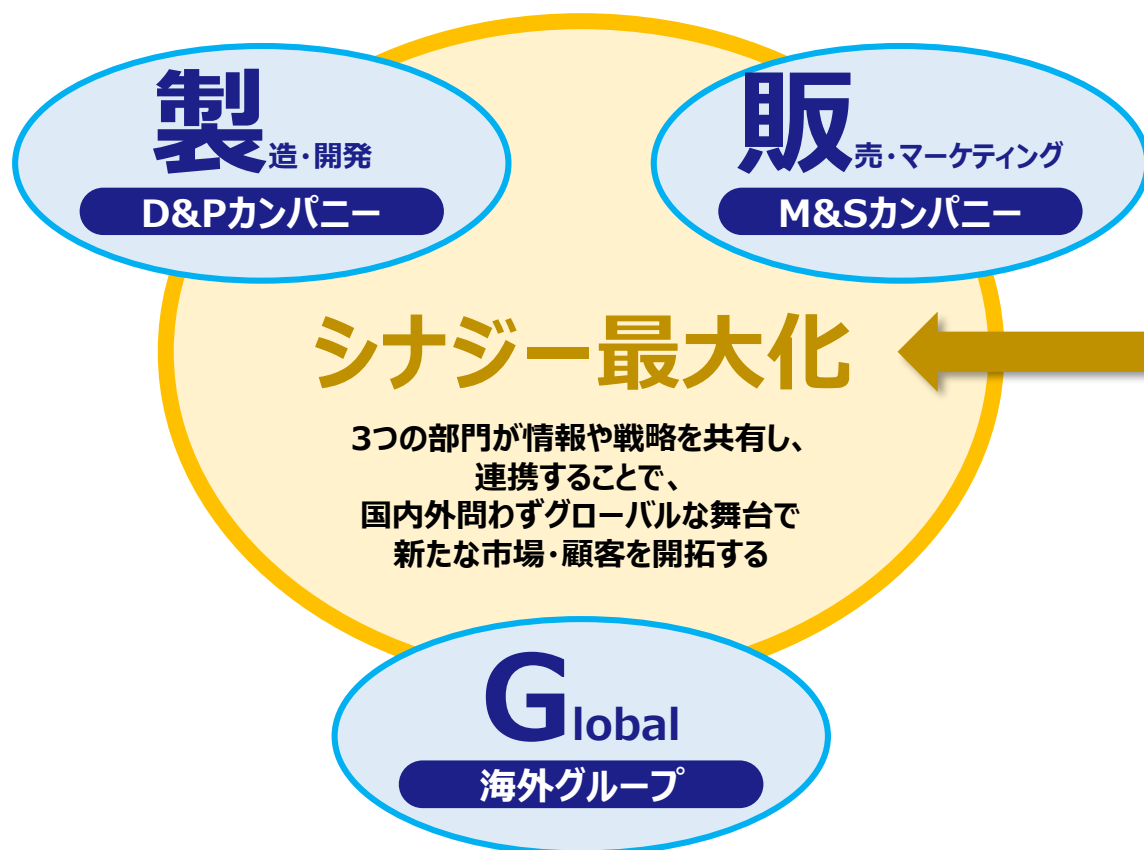 製造・開発
D&Pカンパニー
販売・マーケティング
M&Sカンパニー
シナジー最大化
3つの部門が情報や戦略を共有し、
連携することで、
国内外問わずグローバルな舞台で
新たな市場・顧客を開拓する
Global
海外グループ